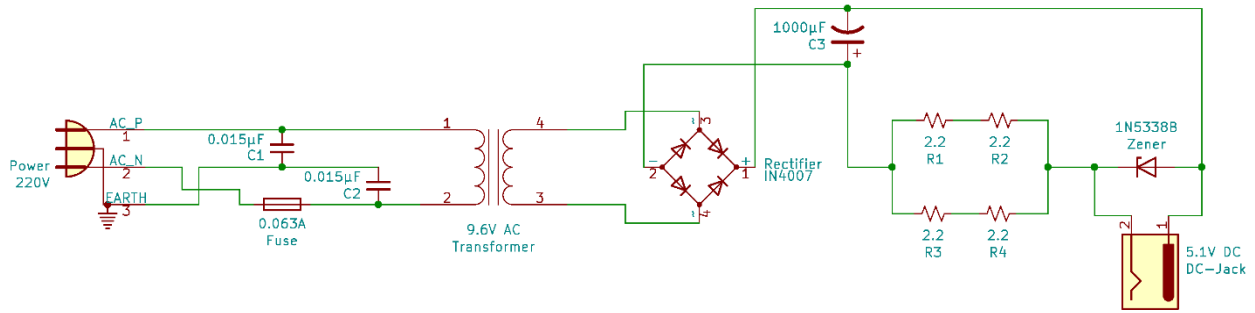 1000µF
C3
+
AC_P
1
Power
220V
AC_N
2
EARTH
3
0.015µF
C1
0.015µF
C2
0.063A
Fuse
1
2
4
3
9.6V AC
Transformer
~
3
-
2
+
1
~
4
Rectifier
IN4007
2.2
R1
2.2
R2
2.2
R3
2.2
R4
1N5338B
Zener
2
1
5.1V DC
DC-Jack